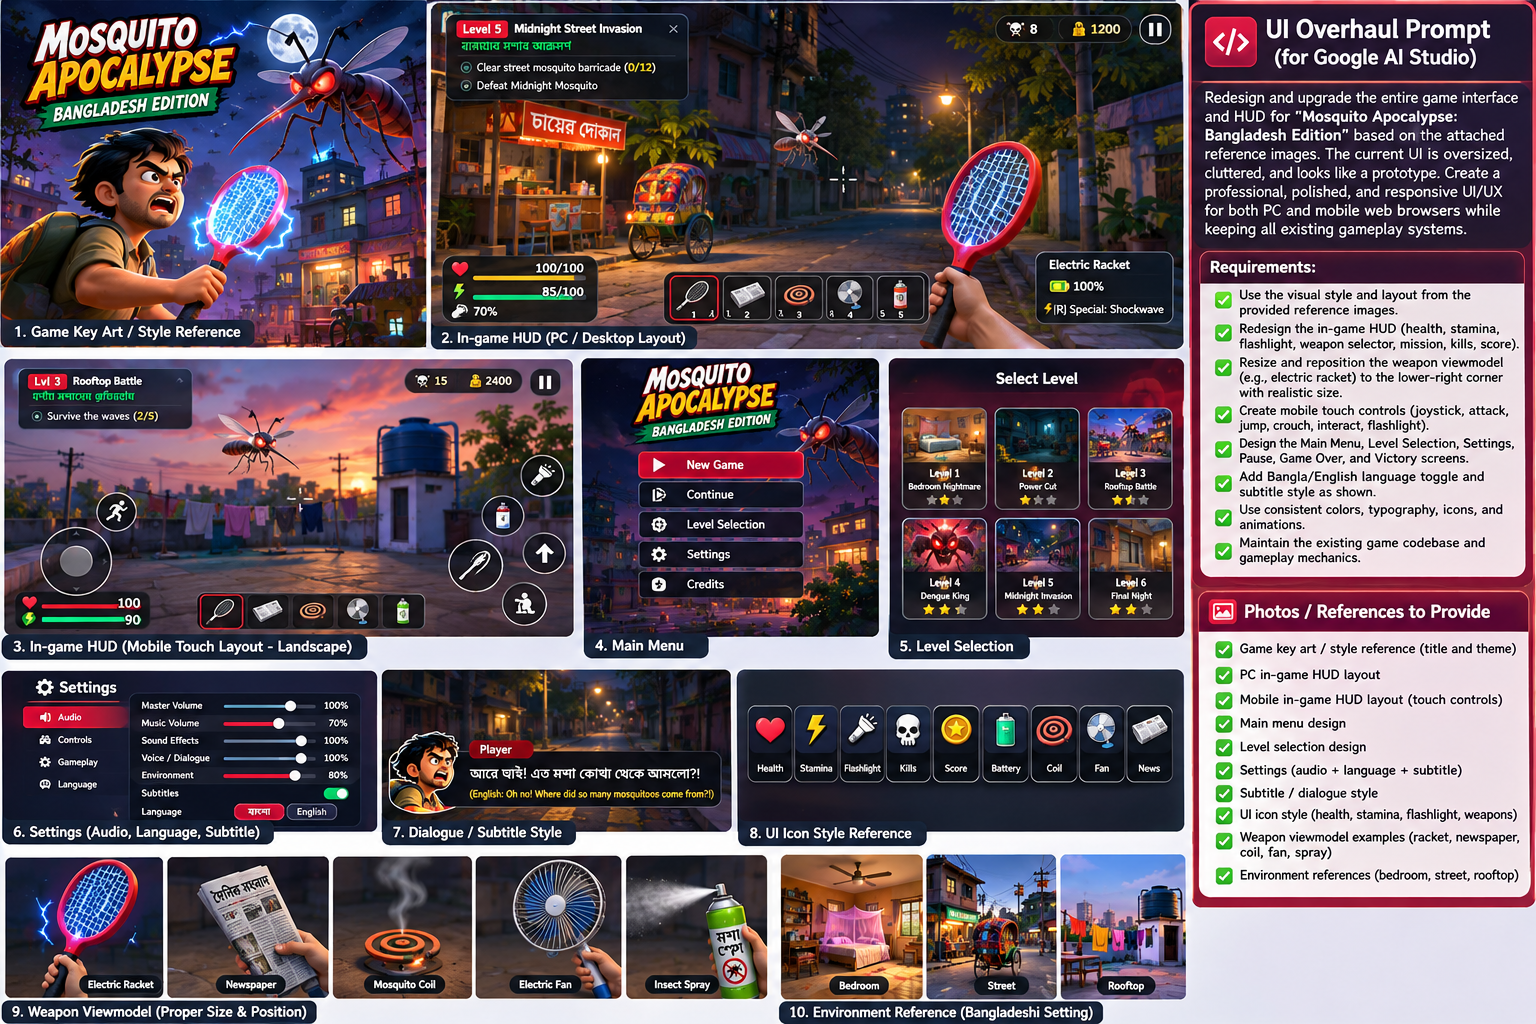 MOSQUITO
APOCALYPSE
BANGLADESH EDITION
1. Game Key Art / Style Reference
Level 5 Midnight Street Invasion
Clear street mosquito barricade (0/12)
Defeat Midnight Mosquito
8 1200
চায়ের দোকান
100/100
85/100
70%
1 2 3 4 5
Electric Racket
100%
[R] Special: Shockwave
2. In-game HUD (PC / Desktop Layout)
Lvl 3 Rooftop Battle
Survive the waves (2/5)
15 2400
100
90
3. In-game HUD (Mobile Touch Layout - Landscape)
MOSQUITO
APOCALYPSE
BANGLADESH EDITION
New Game
Continue
Level Selection
Settings
Credits
4. Main Menu
Select Level
Level 1
Bedroom Nightmare
Level 2
Power Cut
Level 3
Rooftop Battle
Level 4
Dengue King
Level 5
Midnight Invasion
Level 6
Final Night
5. Level Selection
Settings
Audio
Controls
Gameplay
Language
Master Volume 100%
Music Volume 70%
Sound Effects 100%
Voice / Dialogue 100%
Environment 80%
Subtitles
Language English
6. Settings (Audio, Language, Subtitle)
Player
আরে ভাই! এত মশা কোথা থেকে আমলো?!
(English: Oh no! Where did so many mosquitoos come from?!)
7. Dialogue / Subtitle Style
Health
Stamina
Flashlight
Kills
Score
Battery
Coil
Fan
News
8. UI Icon Style Reference
Electric Racket
দৈনিক সংবাদ
Newspaper
Mosquito Coil
Electric Fan
মশা
স্প্রে
Insect Spray
9. Weapon Viewmodel (Proper Size & Position)
Bedroom
Street
Rooftop
10. Environment Reference (Bangladeshi Setting)
</> UI Overhaul Prompt
(for Google AI Studio)
Redesign and upgrade the entire game interface
and HUD for "Mosquito Apocalypse:
Bangladesh Edition" based on the attached
reference images. The current UI is oversized,
cluttered, and looks like a prototype. Create a
professional, polished, and responsive UI/UX
for both PC and mobile web browsers while
keeping all existing gameplay systems.
Requirements:
Use the visual style and layout from the
provided reference images.
Redesign the in-game HUD (health, stamina,
flashlight, weapon selector, mission, kills, score).
Resize and reposition the weapon viewmodel
(e.g., electric racket) to the lower-right corner
with realistic size.
Create mobile touch controls (joystick, attack,
jump, crouch, interact, flashlight).
Design the Main Menu, Level Selection, Settings,
Pause, Game Over, and Victory screens.
Add Bangla/English language toggle and
subtitle style as shown.
Use consistent colors, typography, icons, and
animations.
Maintain the existing game codebase and
gameplay mechanics.
Photos / References to Provide
Game key art / style reference (title and theme)
PC in-game HUD layout
Mobile in-game HUD layout (touch controls)
Main menu design
Level selection design
Settings (audio + language + subtitle)
Subtitle / dialogue style
UI icon style (health, stamina, flashlight, weapons)
Weapon viewmodel examples (racket, newspaper,
coil, fan, spray)
Environment references (bedroom, street, rooftop)